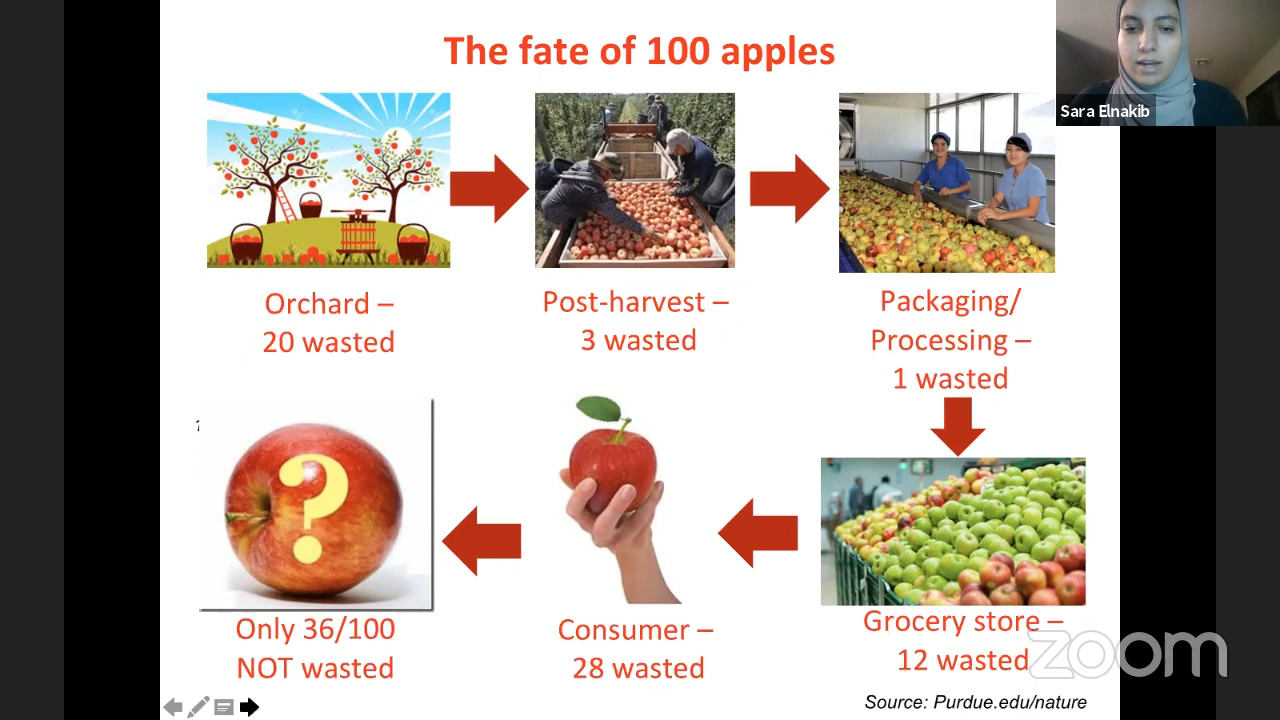 The fate of 100 apples
Sara Elnakib
Orchard –
20 wasted
Post-harvest –
3 wasted
Packaging/
Processing –
1 wasted
?
Only 36/100
NOT wasted
Consumer –
28 wasted
Grocery store –
12 wasted
zoom
Source: Purdue.edu/nature